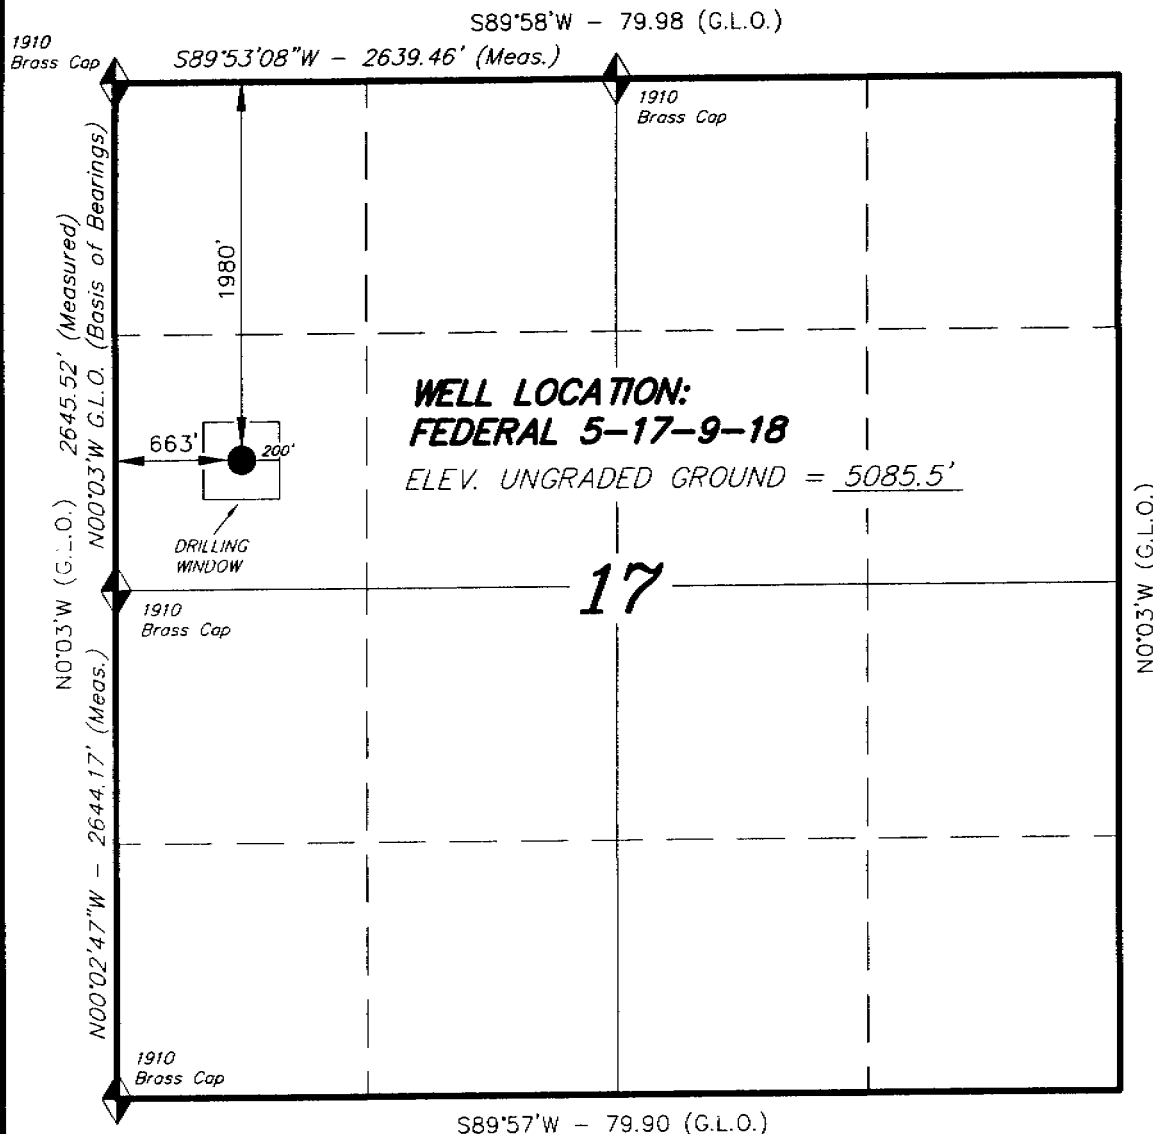 S89°58'W – 79.98 (G.L.O.)
1910
Brass Cap
S89°53'08"W – 2639.46' (Meas.)
1910
Brass Cap
2645.52' (Measured)
N00°03'W G.L.O. (Basis of Bearings)
1980'
WELL LOCATION:
FEDERAL 5–17–9–18
ELEV. UNGRADED GROUND = 5085.5'
663'
200'
DRILLING
WINDOW
N0°03'W (G.L.O.)
N0°03'W (G.L.O.)
17
1910
Brass Cap
N00°02'47"W – 2644.17' (Meas.)
1910
Brass Cap
S89°57'W – 79.90 (G.L.O.)